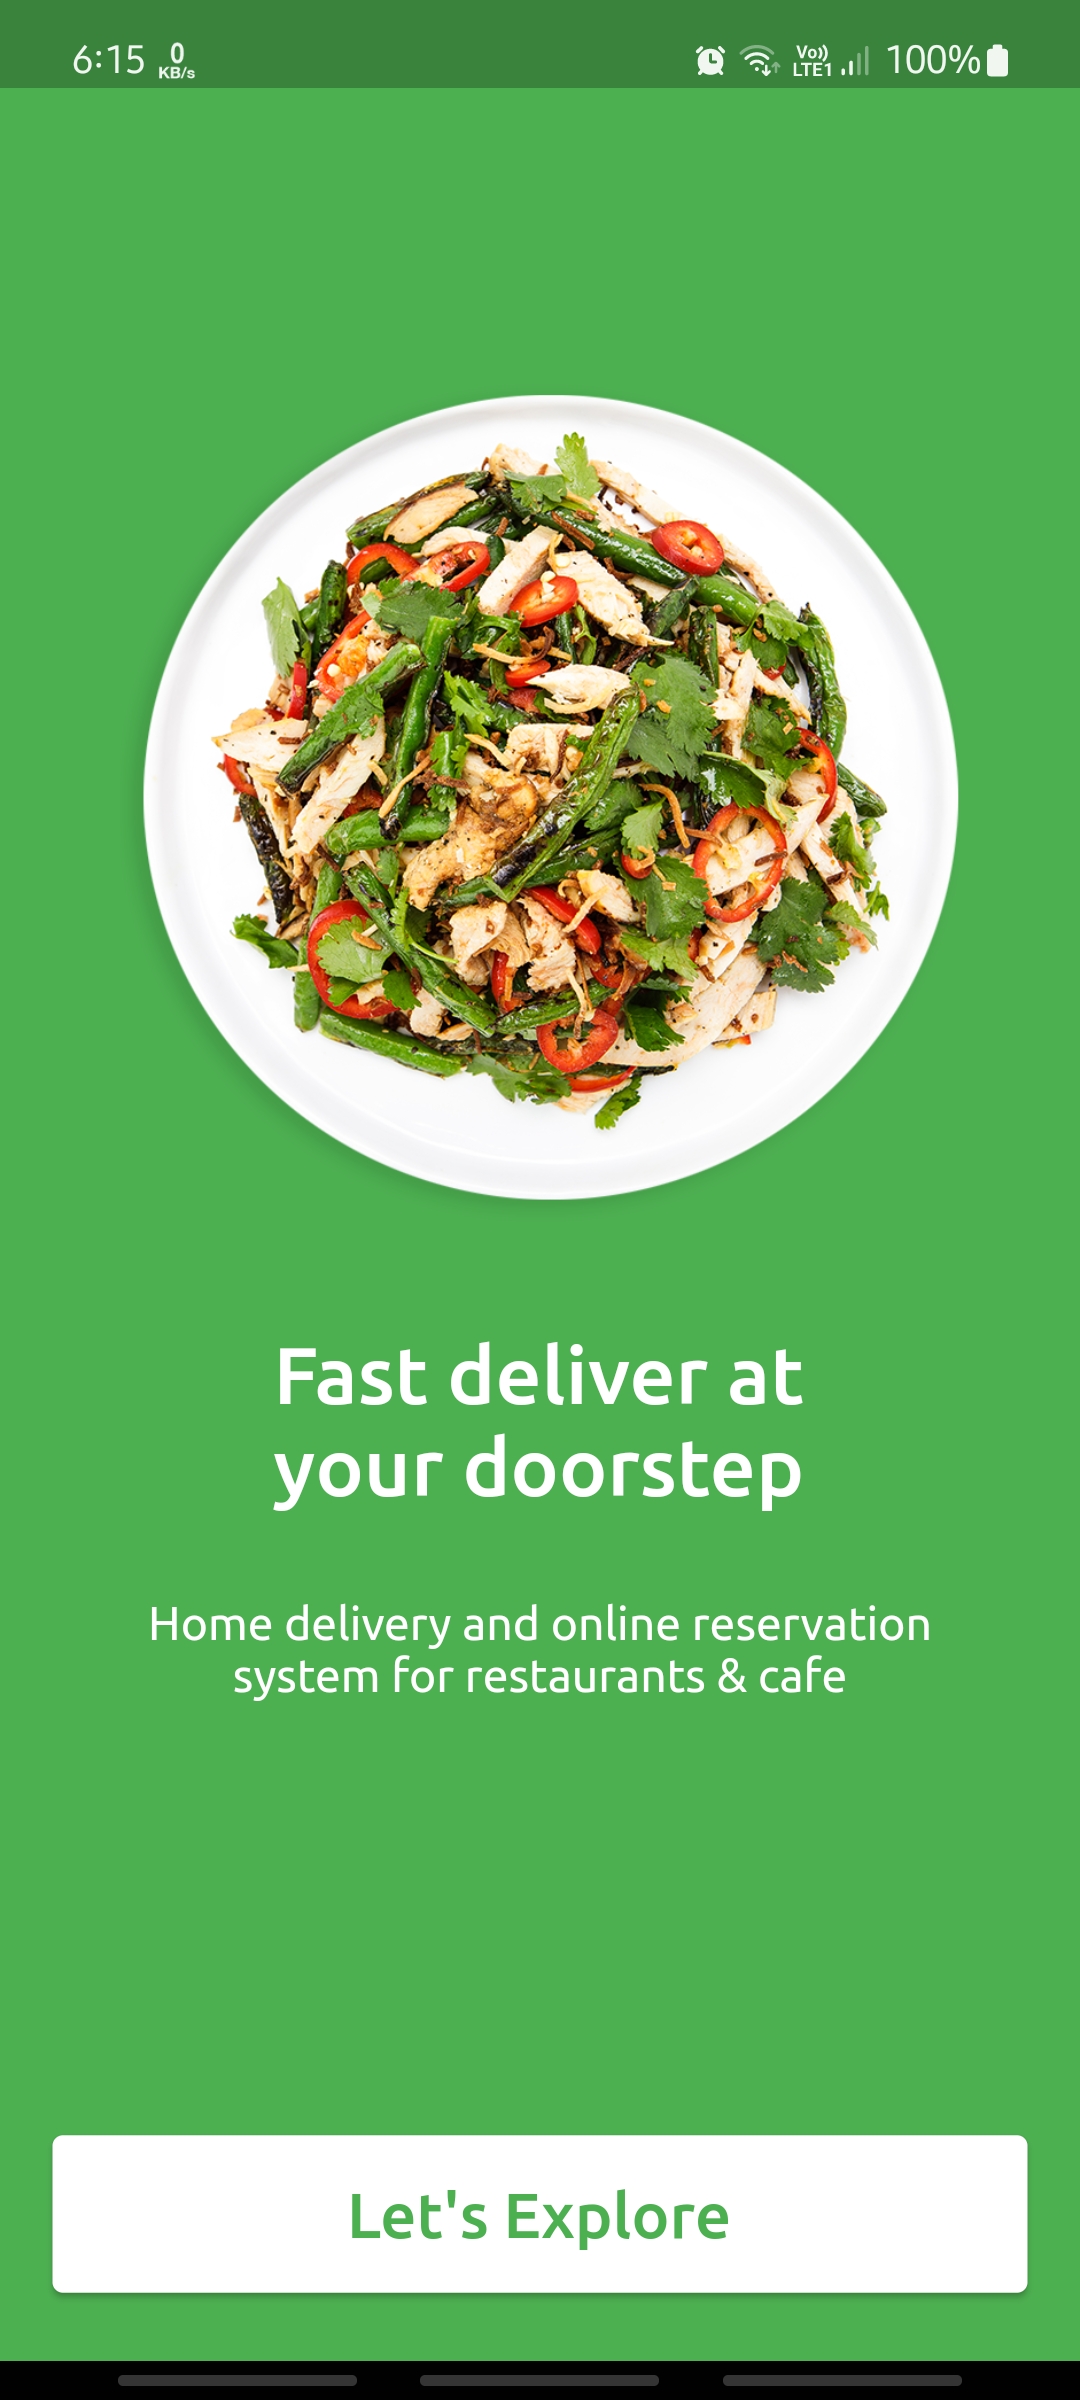 6:15 0 KB/s Vo)) LTE1 100%
Fast deliver at
your doorstep
Home delivery and online reservation
system for restaurants & cafe
Let's Explore